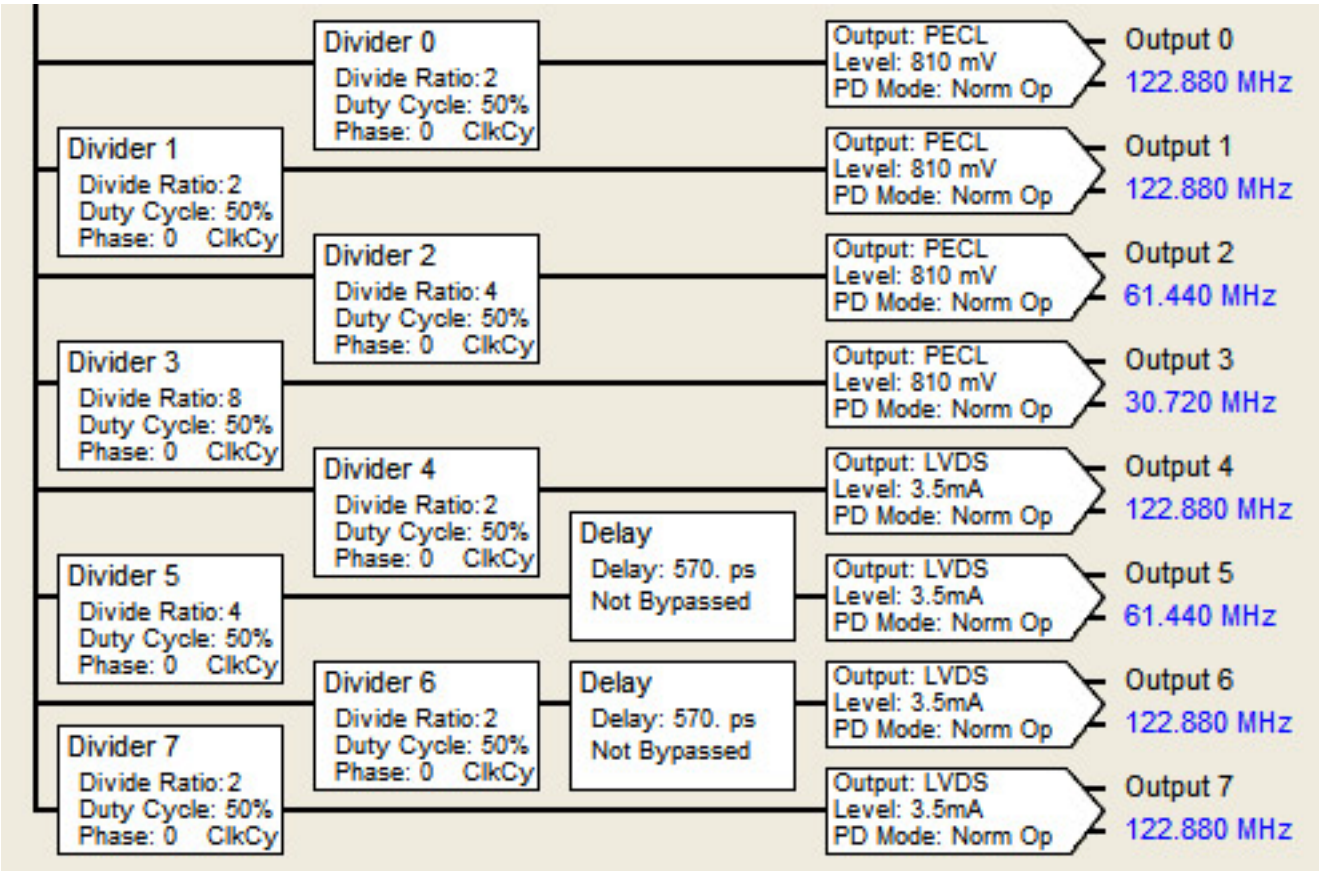 Divider 0
Divide Ratio: 2
Duty Cycle: 50%
Phase: 0 ClkCy
Output: PECL
Level: 810 mV
PD Mode: Norm Op
Output 0
122.880 MHz
Divider 1
Divide Ratio: 2
Duty Cycle: 50%
Phase: 0 ClkCy
Output: PECL
Level: 810 mV
PD Mode: Norm Op
Output 1
122.880 MHz
Divider 2
Divide Ratio: 4
Duty Cycle: 50%
Phase: 0 ClkCy
Output: PECL
Level: 810 mV
PD Mode: Norm Op
Output 2
61.440 MHz
Divider 3
Divide Ratio: 8
Duty Cycle: 50%
Phase: 0 ClkCy
Output: PECL
Level: 810 mV
PD Mode: Norm Op
Output 3
30.720 MHz
Divider 4
Divide Ratio: 2
Duty Cycle: 50%
Phase: 0 ClkCy
Output: LVDS
Level: 3.5mA
PD Mode: Norm Op
Output 4
122.880 MHz
Divider 5
Divide Ratio: 4
Duty Cycle: 50%
Phase: 0 ClkCy
Delay
Delay: 570. ps
Not Bypassed
Output: LVDS
Level: 3.5mA
PD Mode: Norm Op
Output 5
61.440 MHz
Divider 6
Divide Ratio: 2
Duty Cycle: 50%
Phase: 0 ClkCy
Delay
Delay: 570. ps
Not Bypassed
Output: LVDS
Level: 3.5mA
PD Mode: Norm Op
Output 6
122.880 MHz
Divider 7
Divide Ratio: 2
Duty Cycle: 50%
Phase: 0 ClkCy
Output: LVDS
Level: 3.5mA
PD Mode: Norm Op
Output 7
122.880 MHz